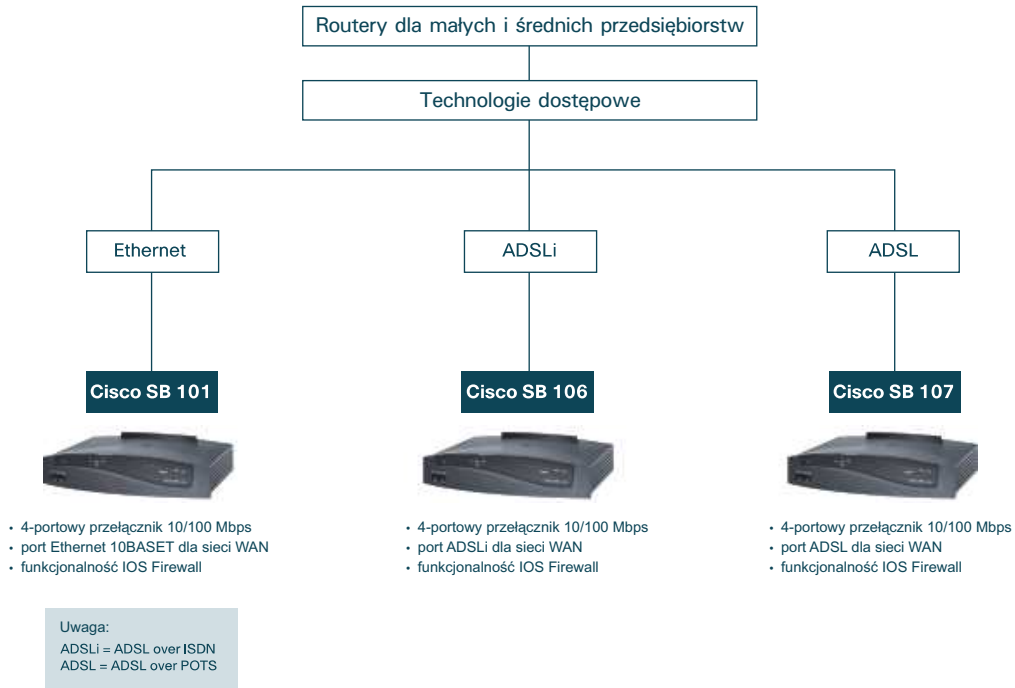 Routery dla małych i średnich przedsiębiorstw
Technologie dostępowe
Ethernet
ADSLi
ADSL
Cisco SB 101
Cisco SB 106
Cisco SB 107
• 4-portowy przełącznik 10/100 Mbps
• port Ethernet 10BASET dla sieci WAN
• funkcjonalność IOS Firewall
• 4-portowy przełącznik 10/100 Mbps
• port ADSLi dla sieci WAN
• funkcjonalność IOS Firewall
• 4-portowy przełącznik 10/100 Mbps
• port ADSL dla sieci WAN
• funkcjonalność IOS Firewall
Uwaga:
ADSLi = ADSL over ISDN
ADSL = ADSL over POTS